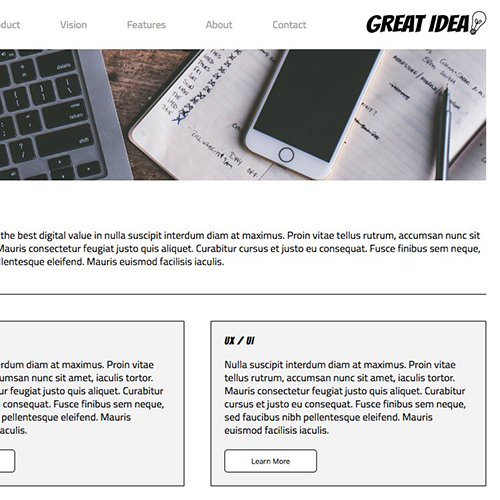 oduct Vision Features About Contact GREAT IDEA
the best digital value in nulla suscipit interdum diam at maximus. Proin vitae tellus rutrum, accumsan nunc sit
Mauris consectetur feugiat justo quis aliquet. Curabitur cursus et justo eu consequat. Fusce finibus sem neque,
llentesque eleifend. Mauris euismod facilisis iaculis.
rdum diam at maximus. Proin vitae
umsan nunc sit amet, iaculis tortor.
ur feugiat justo quis aliquet. Curabitur
consequat. Fusce finibus sem neque,
pellentesque eleifend. Mauris
aculis.
UX / UI
Nulla suscipit interdum diam at maximus. Proin vitae
tellus rutrum, accumsan nunc sit amet, iaculis tortor.
Mauris consectetur feugiat justo quis aliquet. Curabitur
cursus et justo eu consequat. Fusce finibus sem neque,
sed faucibus nibh pellentesque eleifend. Mauris
euismod facilisis iaculis.
Learn More